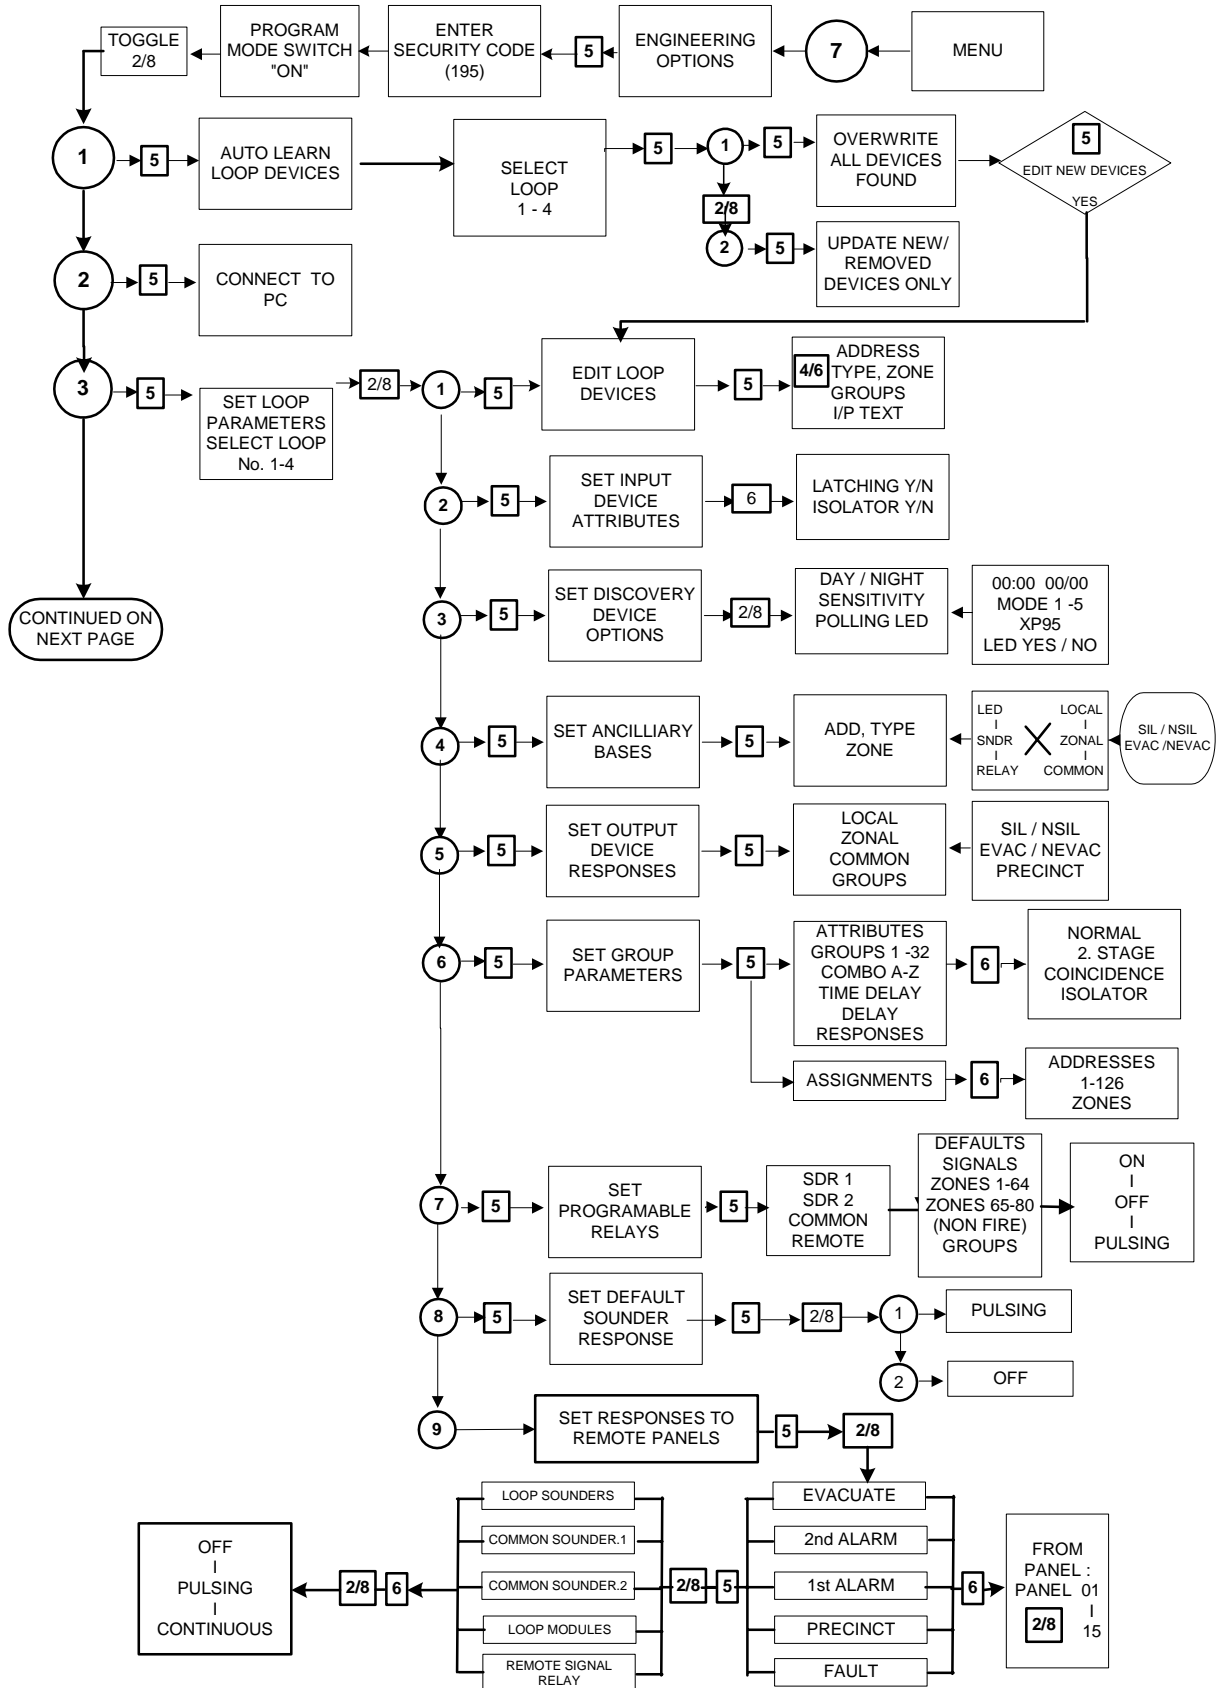 TOGGLE
2/8
PROGRAM
MODE SWITCH
"ON"
ENTER
SECURITY CODE
(195)
5
ENGINEERING
OPTIONS
7
MENU
1
5
AUTO LEARN
LOOP DEVICES
SELECT
LOOP
1 - 4
5
1
5
OVERWRITE
ALL DEVICES
FOUND
5
EDIT NEW DEVICES
YES
2/8
2
5
UPDATE NEW/
REMOVED
DEVICES ONLY
2
5
CONNECT TO
PC
3
5
SET LOOP
PARAMETERS
SELECT LOOP
No. 1-4
2/8
1
5
EDIT LOOP
DEVICES
5
4/6
ADDRESS
TYPE, ZONE
GROUPS
I/P TEXT
2
5
SET INPUT
DEVICE
ATTRIBUTES
6
LATCHING Y/N
ISOLATOR Y/N
CONTINUED ON
NEXT PAGE
3
5
SET DISCOVERY
DEVICE
OPTIONS
2/8
DAY / NIGHT
SENSITIVITY
POLLING LED
00:00 00/00
MODE 1 -5
XP95
LED YES / NO
4
5
SET ANCILLIARY
BASES
5
ADD, TYPE
ZONE
LED
I
SNDR
I
RELAY
LOCAL
I
ZONAL
I
COMMON
SIL / NSIL
EVAC /NEVAC
5
5
SET OUTPUT
DEVICE
RESPONSES
5
LOCAL
ZONAL
COMMON
GROUPS
SIL / NSIL
EVAC / NEVAC
PRECINCT
6
5
SET GROUP
PARAMETERS
5
ATTRIBUTES
GROUPS 1 -32
COMBO A-Z
TIME DELAY
DELAY
RESPONSES
6
NORMAL
2. STAGE
COINCIDENCE
ISOLATOR
ASSIGNMENTS
6
ADDRESSES
1-126
ZONES
7
5
SET
PROGRAMABLE
RELAYS
5
SDR 1
SDR 2
COMMON
REMOTE
DEFAULTS
SIGNALS
ZONES 1-64
ZONES 65-80
(NON FIRE)
GROUPS
ON
I
OFF
I
PULSING
8
5
SET DEFAULT
SOUNDER
RESPONSE
5
2/8
1
PULSING
2
OFF
9
SET RESPONSES TO
REMOTE PANELS
5
2/8
OFF
I
PULSING
I
CONTINUOUS
2/8
6
LOOP SOUNDERS
COMMON SOUNDER.1
COMMON SOUNDER.2
LOOP MODULES
REMOTE SIGNAL
RELAY
2/8
5
EVACUATE
2nd ALARM
1st ALARM
PRECINCT
FAULT
6
FROM
PANEL :
PANEL 01
I
2/8
15